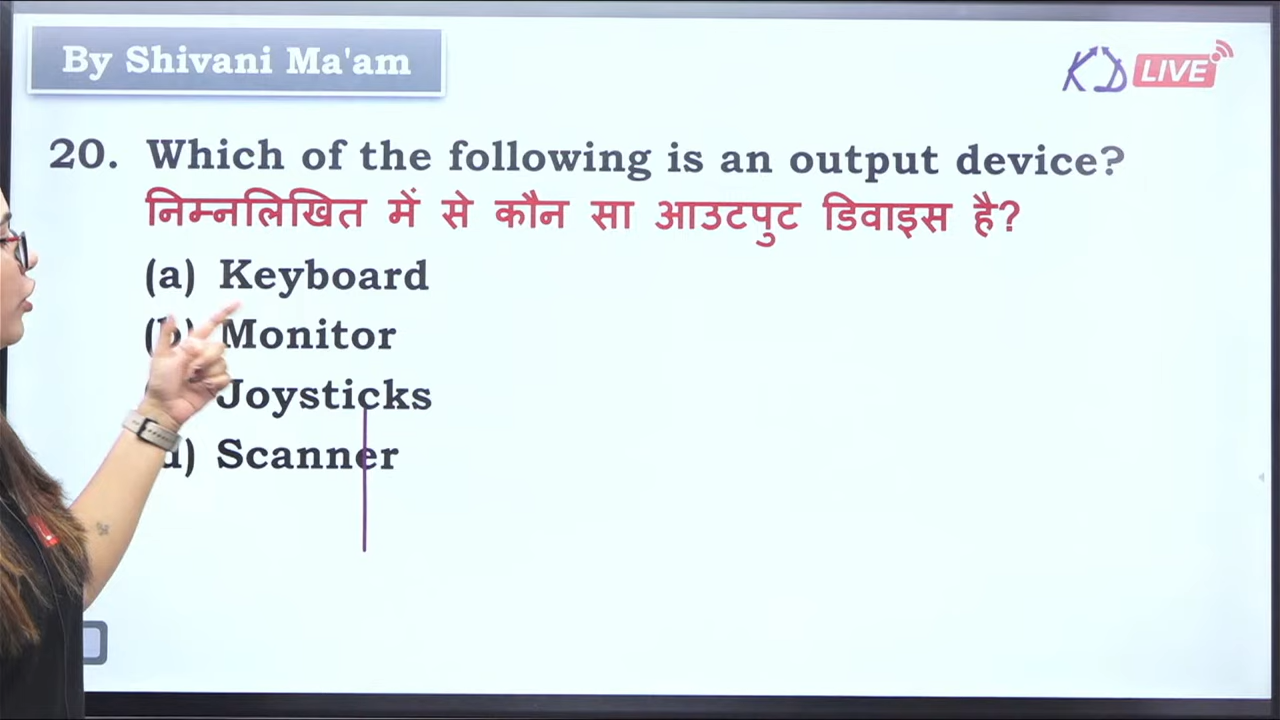 By Shivani Ma'am
KD LIVE
20. Which of the following is an output device?
निम्नलिखित में से कौन सा आउटपुट डिवाइस है?
(a) Keyboard
(b) Monitor
Joysticks
d) Scanner